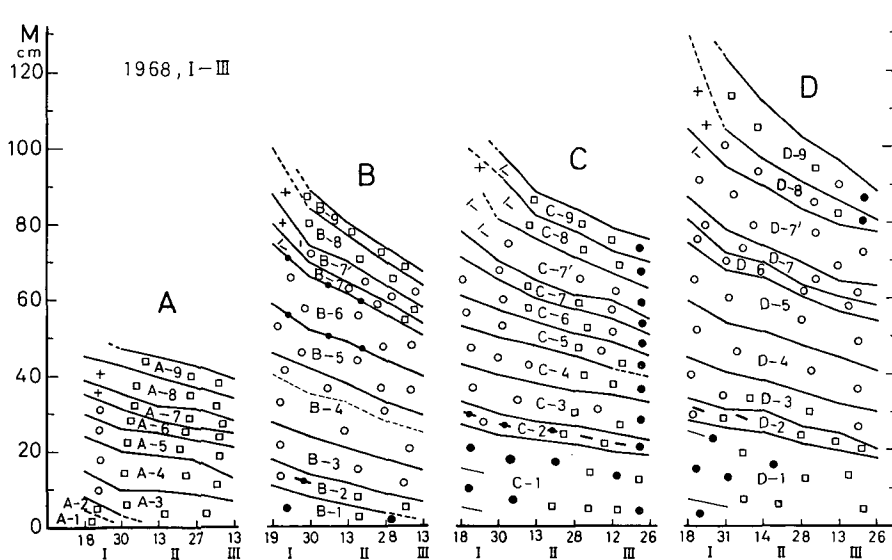 M
cm
120
100
80
60
40
20
0
1968, I-III
A
B
C
D
A-9
A-8
A-7
A-6
A-5
A-4
A-3
A-2
A-1
B-9
B-8
B-7'
B-7
B-6
B-5
B-4
B-3
B-2
B-1
C-9
C-8
C-7'
C-7
C-6
C-5
C-4
C-3
C-2
C-1
D-9
D-8
D-7'
D-7
D-6
D-5
D-4
D-3
D-2
D-1
18 30 13 27 13
I II III
19 30 13 28 13
I II III
18 30 13 28 13 26
I II III
18 31 14 28 13 26
I II III